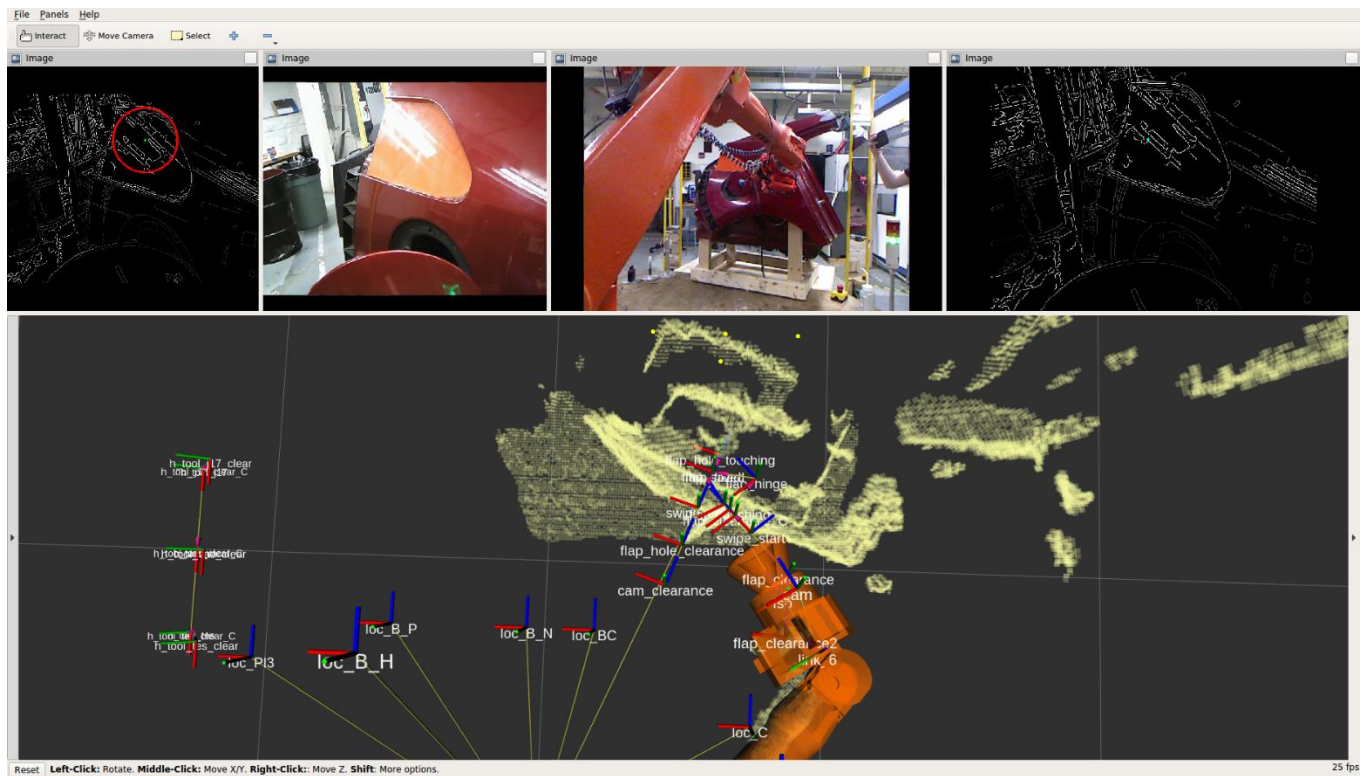 File Panels Help
Interact Move Camera Select
Image Image Image Image
h_tool_j17_clear
flap_hole_touching
flap_hinge
swipe_start
flap_hole_clearance
cam_clearance
flap_clearance
cam
loc_B_P
loc_B_N
loc_BC
h_tool_tes_clear
flap_clearance2
loc_PI3
loc_B_H
link_6
loc_C
Reset Left-Click: Rotate. Middle-Click: Move X/Y. Right-Click:: Move Z. Shift: More options. 25 fps